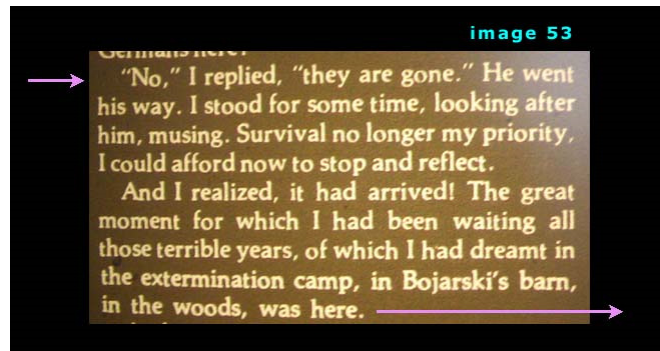 image 53
Germans here?
"No," I replied, "they are gone." He went
his way. I stood for some time, looking after
him, musing. Survival no longer my priority,
I could afford now to stop and reflect.
And I realized, it had arrived! The great
moment for which I had been waiting all
those terrible years, of which I had dreamt in
the extermination camp, in Bojarski's barn,
in the woods, was here.